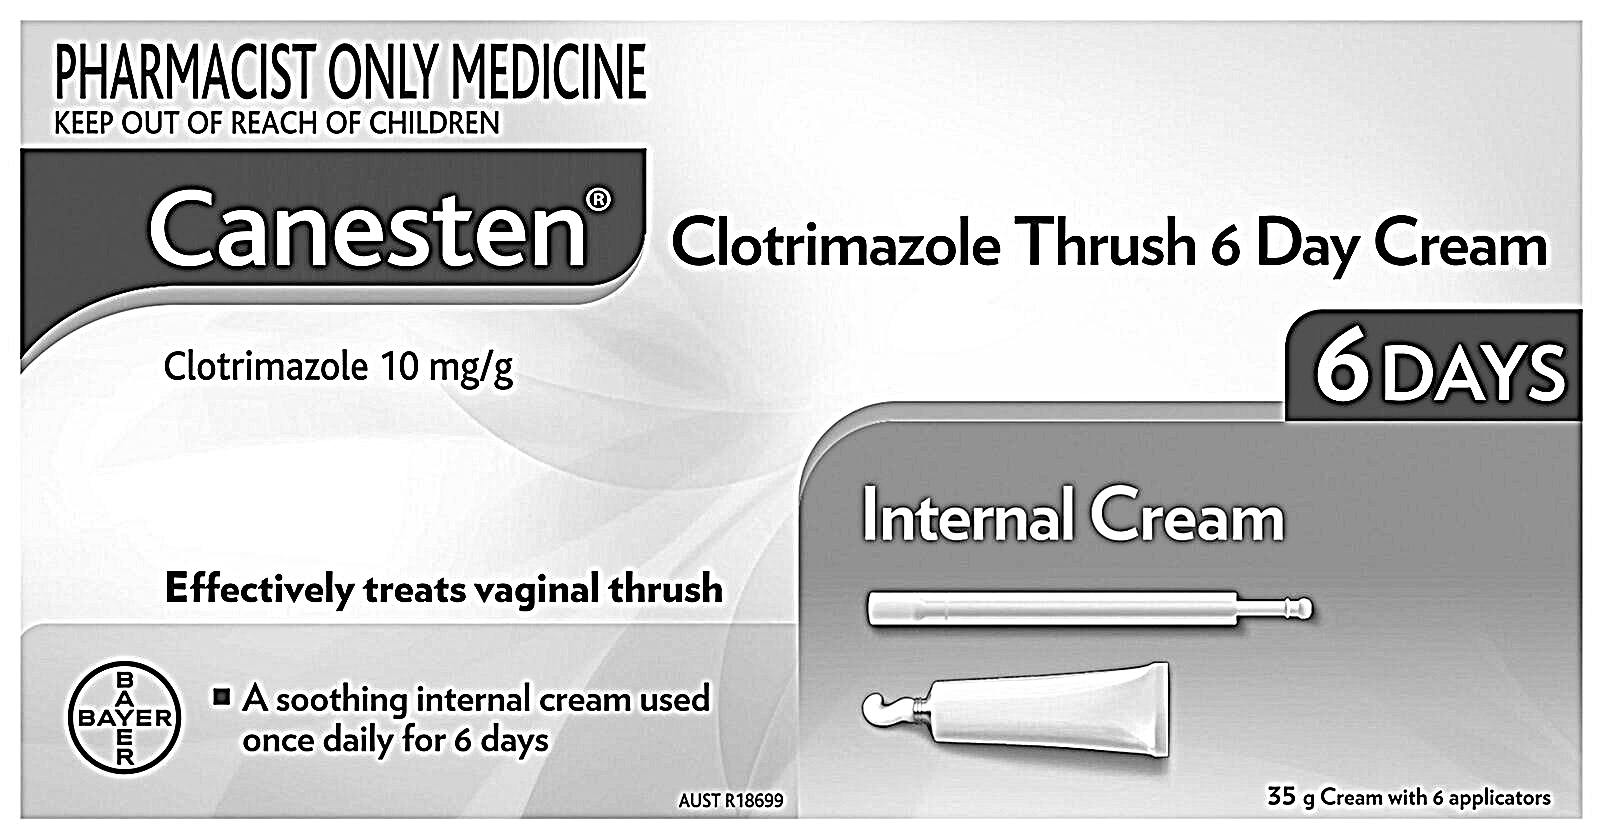 PHARMACIST ONLY MEDICINE
KEEP OUT OF REACH OF CHILDREN
Canesten®
Clotrimazole Thrush 6 Day Cream
Clotrimazole 10 mg/g
6 DAYS
Internal Cream
Effectively treats vaginal thrush
BAYER
BAYER
▪ A soothing internal cream used
once daily for 6 days
AUST R18699
35 g Cream with 6 applicators